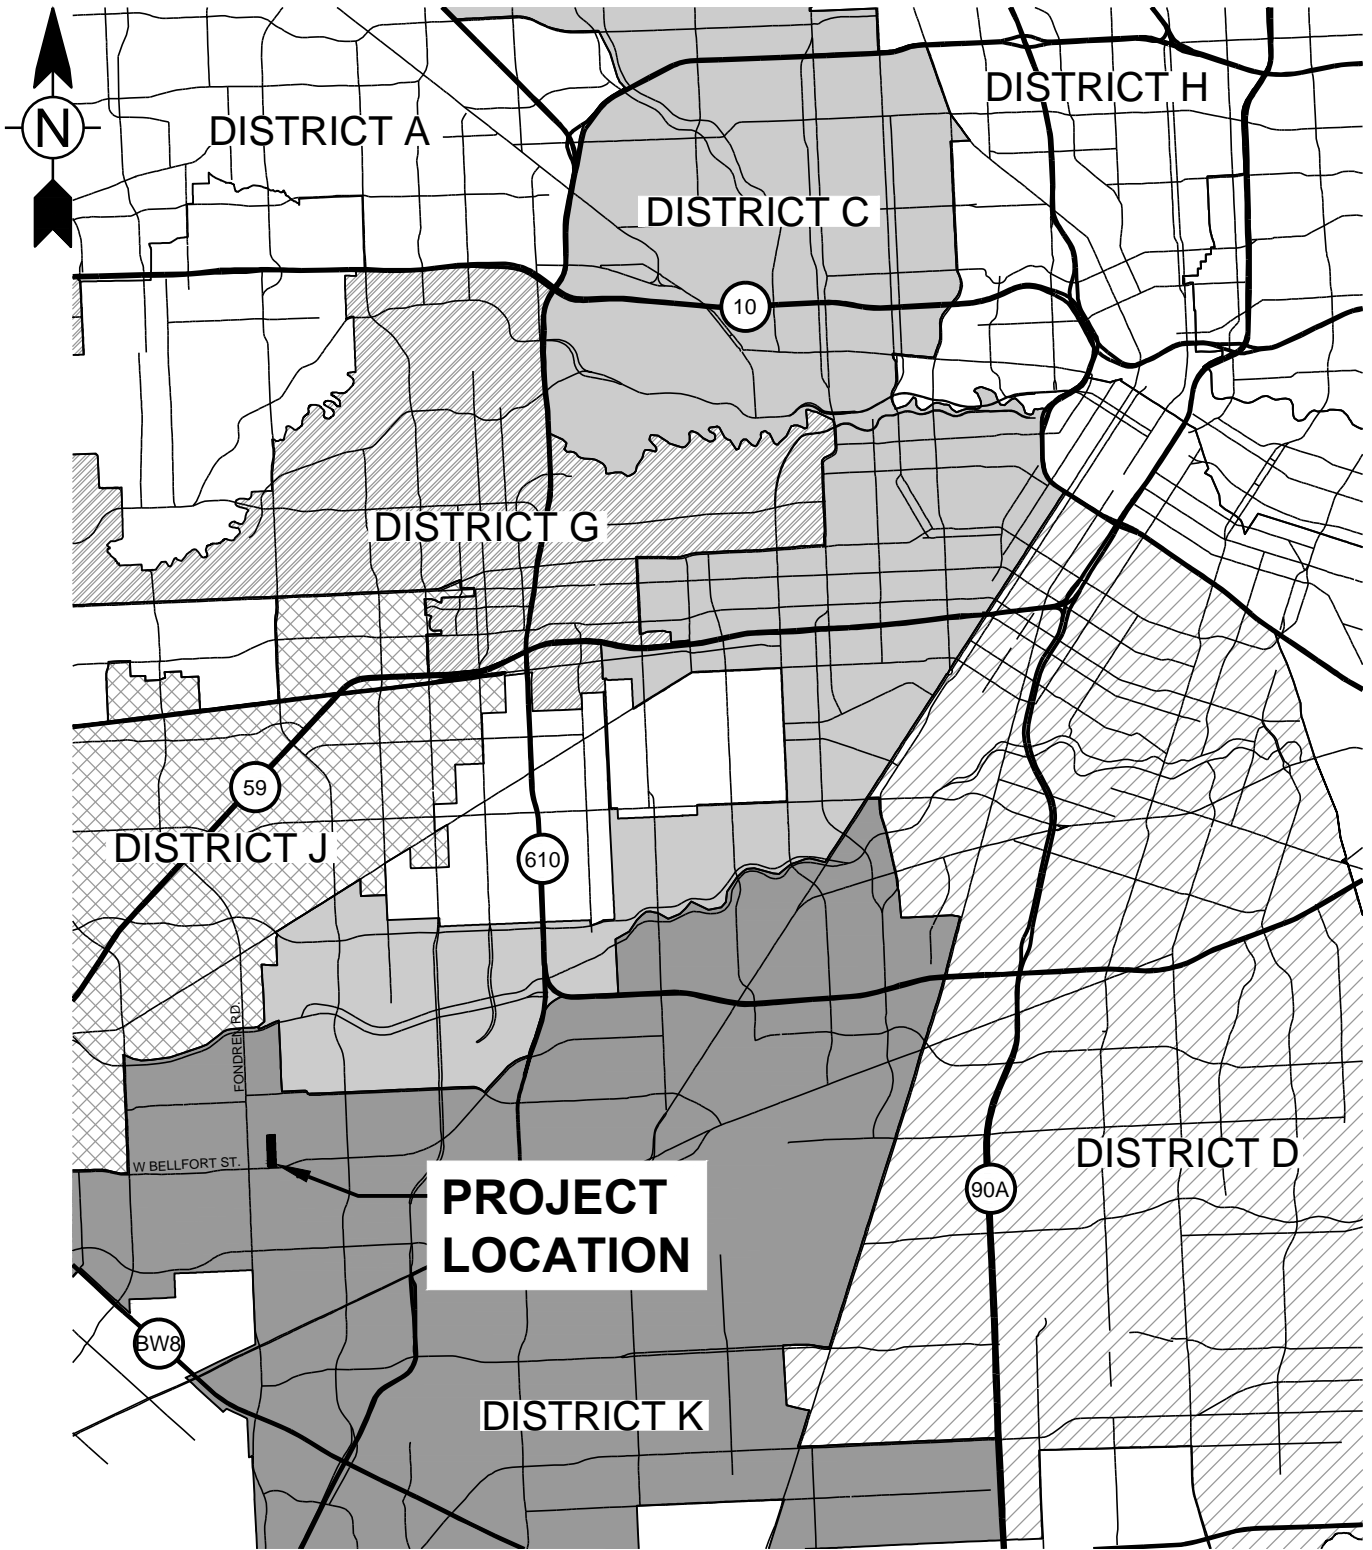 DISTRICT H
N
DISTRICT A
DISTRICT C
10
DISTRICT G
59
DISTRICT J
610
FONDREN RD
W BELLFORT ST.
DISTRICT D
90A
PROJECT
LOCATION
BW8
DISTRICT K